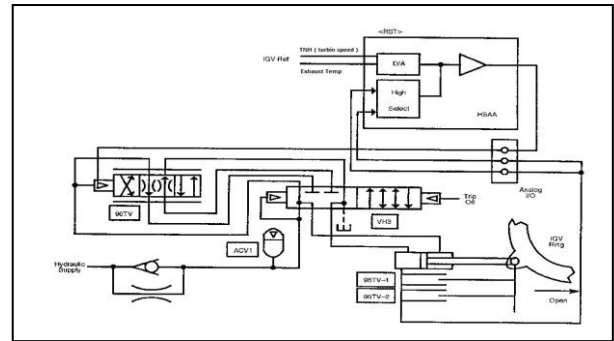 <RST>
TNH ( turbin speed )
IGV Ref
Exhaust Temp
D/A
High
Select
HSAA
Analog
I/O
90TV
VH3
Trip
Oil
ACV1
Hydraulic
Supply
96TV-1
96TV-2
IGV
Ring
Open